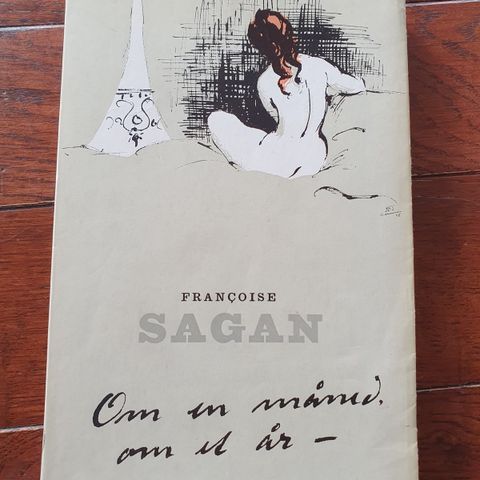 FRANÇOISE
SAGAN
Om en måned,
om et år —